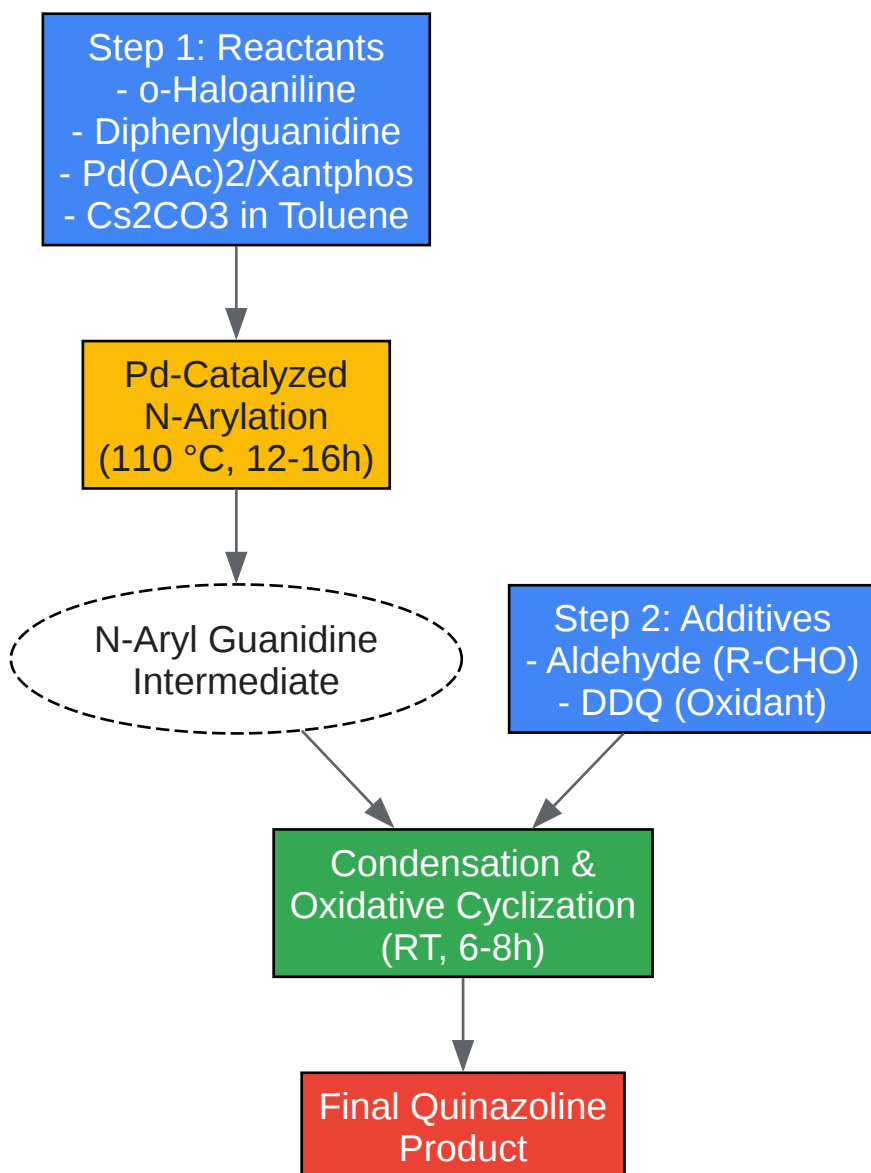 Step 1: Reactants
- o-Haloaniline
- Diphenylguanidine
- Pd(OAc)2/Xantphos
- Cs2CO3 in Toluene
Pd-Catalyzed
N-Arylation
(110 °C, 12-16h)
N-Aryl Guanidine
Intermediate
Step 2: Additives
- Aldehyde (R-CHO)
- DDQ (Oxidant)
Condensation &
Oxidative Cyclization
(RT, 6-8h)
Final Quinazoline
Product